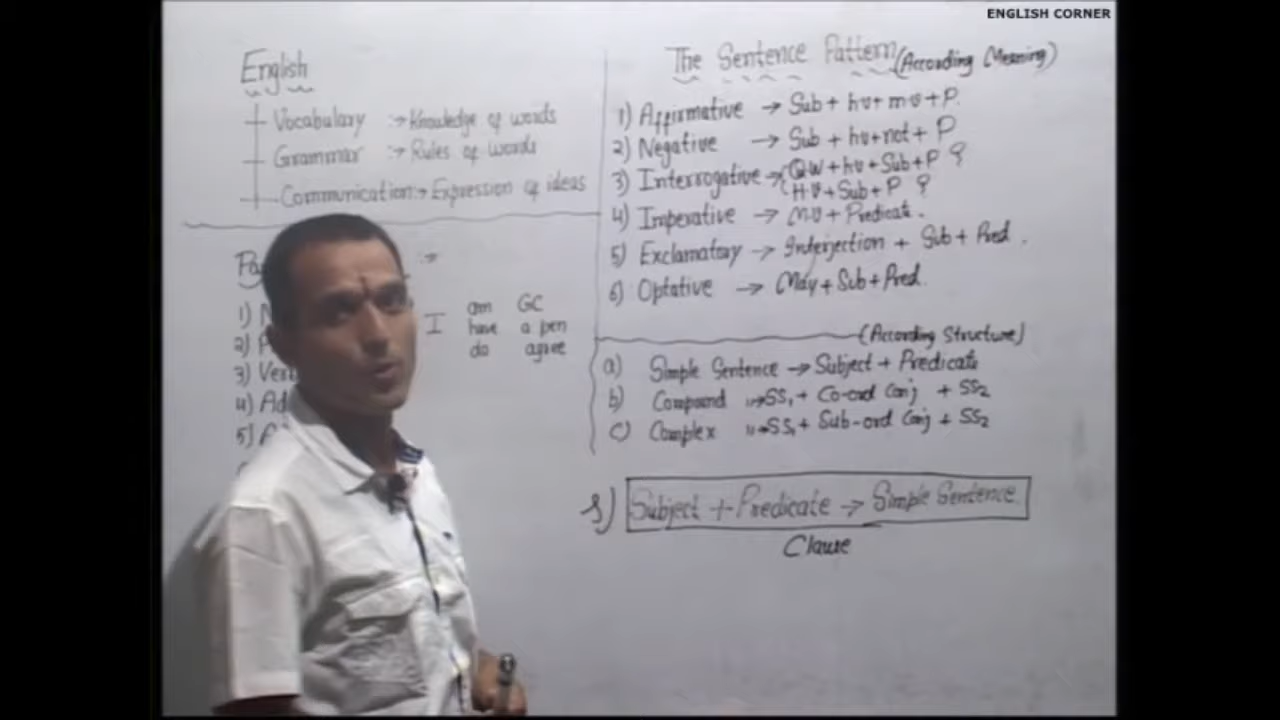 ENGLISH CORNER
English
Vocabulary :→ Knowledge of words
Grammar :→ Rules of words
Communication :→ Expression of ideas
:→
1) N
2) P
3) Verb
4) Ad
5) A
I am GC
have a pen
do agree
The Sentence Pattern (According Meaning)
1) Affirmative → Sub + hv + mv + P.
2) Negative → Sub + hv + not + P
3) Interrogative → QW + hv + Sub + P ?
H.V + Sub + P ?
4) Imperative → MV + Predicate.
5) Exclamatory → Interjection + Sub + Pred.
6) Optative → May + Sub + Pred.
(According Structure)
a) Simple Sentence → Subject + Predicate
b) Compound " → SS1 + Co-ord Conj + SS2
c) Complex " → SS1 + Sub-ord Conj + SS2
Subject + Predicate → Simple Sentence
Clause